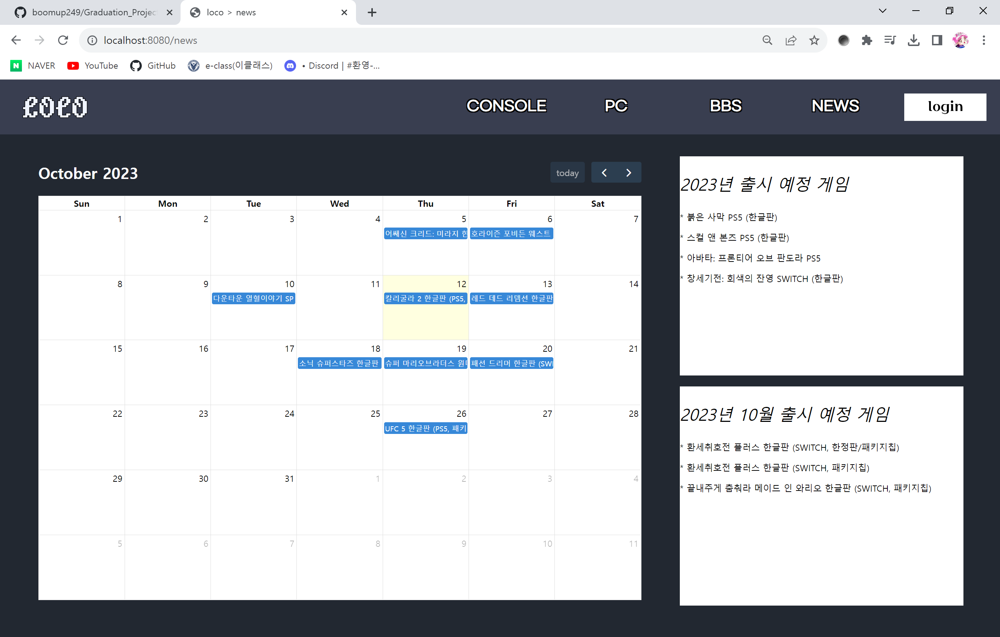 boomup249/Graduation_Projec
loco > news
localhost:8080/news
NAVER
YouTube
GitHub
e-class(이클래스)
• Discord | #환영-...
LOCO
CONSOLE
PC
BBS
NEWS
login
October 2023
today
Sun Mon Tue Wed Thu Fri Sat
1 2 3 4 5 6 7
어쌔신 크리드: 미라지 한
호라이즌 포비든 웨스트
8 9 10 11 12 13 14
다운타운 열혈이야기 SP
칼리굴라 2 한글판 (PS5,
레드 데드 리뎀션 한글판
15 16 17 18 19 20 21
소닉 슈퍼스타즈 한글판
슈퍼 마리오브라더스 원더
패션 드리머 한글판 (SWI
22 23 24 25 26 27 28
UFC 5 한글판 (PS5, 패키
29 30 31 1 2 3 4
5 6 7 8 9 10 11
2023년 출시 예정 게임
* 붉은 사막 PS5 (한글판)
* 스컬 앤 본즈 PS5 (한글판)
* 아바타: 프론티어 오브 판도라 PS5
* 창세기전: 회색의 잔영 SWITCH (한글판)
2023년 10월 출시 예정 게임
* 환세취호전 플러스 한글판 (SWITCH, 한정판/패키지칩)
* 환세취호전 플러스 한글판 (SWITCH, 패키지칩)
* 끝내주게 춤춰라 메이드 인 와리오 한글판 (SWITCH, 패키지칩)